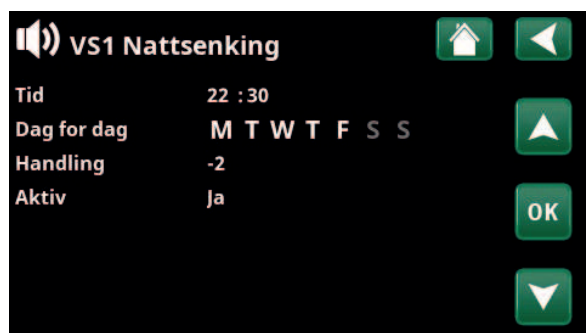 VS1 Nattsenking
Tid 22 :30
Dag for dag M T W T F S S
Handling -2
Aktiv Ja
OK